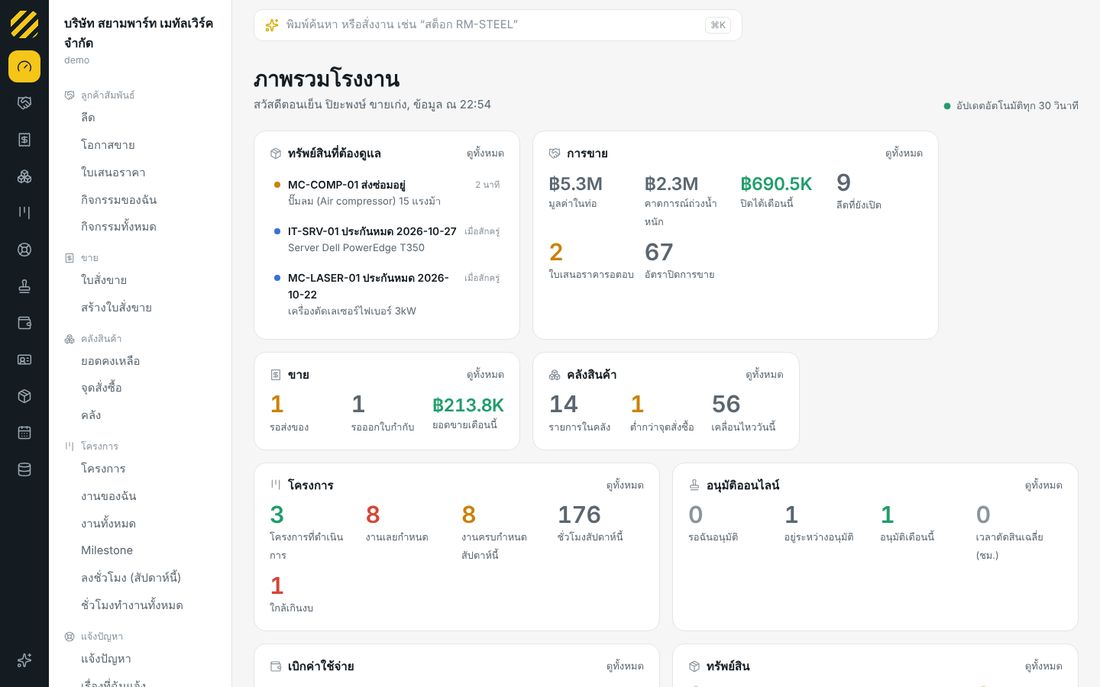 บริษัท สยามพาร์ท เมทัลเวิร์ค
จำกัด
demo
ลูกค้าสัมพันธ์
ลีด
โอกาสขาย
ใบเสนอราคา
กิจกรรมของฉัน
กิจกรรมทั้งหมด
ขาย
ใบสั่งขาย
สร้างใบสั่งขาย
คลังสินค้า
ยอดคงเหลือ
จุดสั่งซื้อ
คลัง
โครงการ
โครงการ
งานของฉัน
งานทั้งหมด
Milestone
ลงชั่วโมง (สัปดาห์นี้)
ชั่วโมงทำงานทั้งหมด
แจ้งปัญหา
แจ้งปัญหา
เรื่องที่ฉันแจ้ง
พิมพ์ค้นหา หรือสั่งงาน เช่น “สต็อก RM-STEEL” ⌘K
ภาพรวมโรงงาน
สวัสดีตอนเย็น ปิยะพงษ์ ขายเก่ง, ข้อมูล ณ 22:54
อัปเดตอัตโนมัติทุก 30 วินาที
ทรัพย์สินที่ต้องดูแล ดูทั้งหมด
MC-COMP-01 ส่งซ่อมอยู่ 2 นาที
ปั๊มลม (Air compressor) 15 แรงม้า
IT-SRV-01 ประกันหมด 2026-10-27 เมื่อสักครู่
Server Dell PowerEdge T350
MC-LASER-01 ประกันหมด 2026- เมื่อสักครู่
10-22
เครื่องตัดเลเซอร์ไฟเบอร์ 3kW
การขาย ดูทั้งหมด
฿5.3M ฿2.3M ฿690.5K 9
มูลค่าในท่อ คาดการณ์ถ่วงน้ำ ปิดได้เดือนนี้ ลีดที่ยังเปิด
หนัก
2 67
ใบเสนอราคารอตอบ อัตราปิดการขาย
ขาย ดูทั้งหมด
1 1 ฿213.8K
รอส่งของ รอออกใบกำกับ ยอดขายเดือนนี้
คลังสินค้า ดูทั้งหมด
14 1 56
รายการในคลัง ต่ำกว่าจุดสั่งซื้อ เคลื่อนไหววันนี้
โครงการ ดูทั้งหมด
3 8 8 176
โครงการที่ดำเนิน งานเลยกำหนด งานครบกำหนด ชั่วโมงสัปดาห์นี้
การ สัปดาห์นี้
1
ใกล้เกินงบ
อนุมัติออนไลน์ ดูทั้งหมด
0 1 1 0
รอฉันอนุมัติ อยู่ระหว่างอนุมัติ อนุมัติเดือนนี้ เวลาตัดสินเฉลี่ย
(ชม.)
เบิกค่าใช้จ่าย ดูทั้งหมด
ทรัพย์สิน ดูทั้งหมด